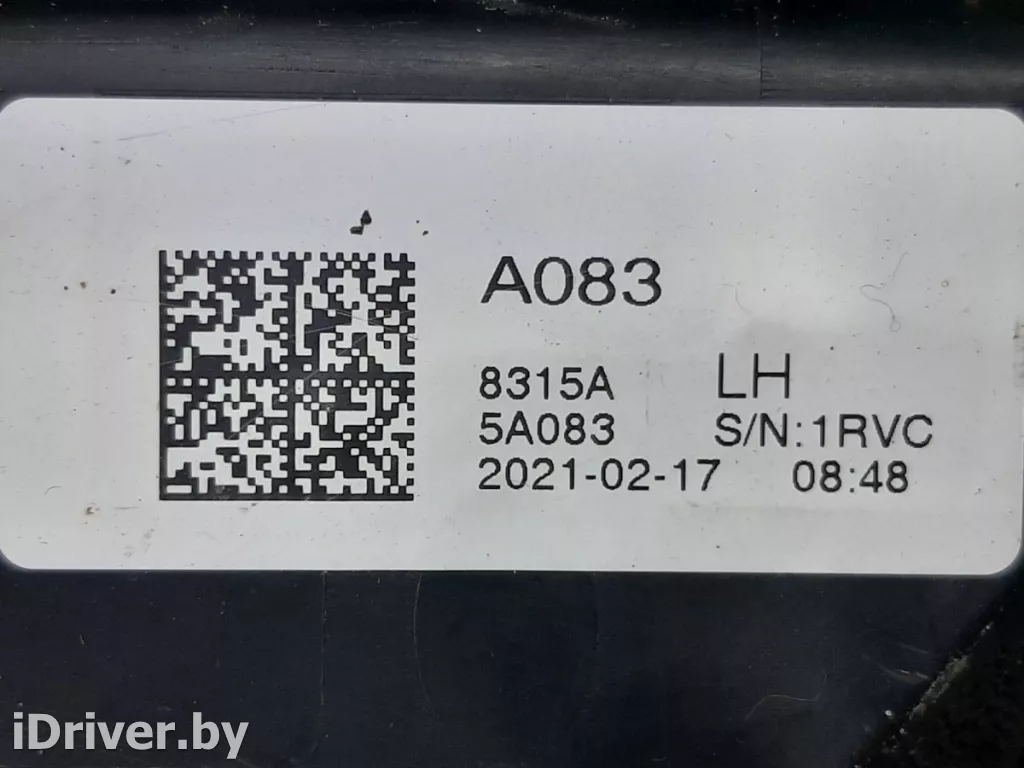 A083
8315A LH
5A083 S/N:1RVC
2021-02-17 08:48
iDriver.by